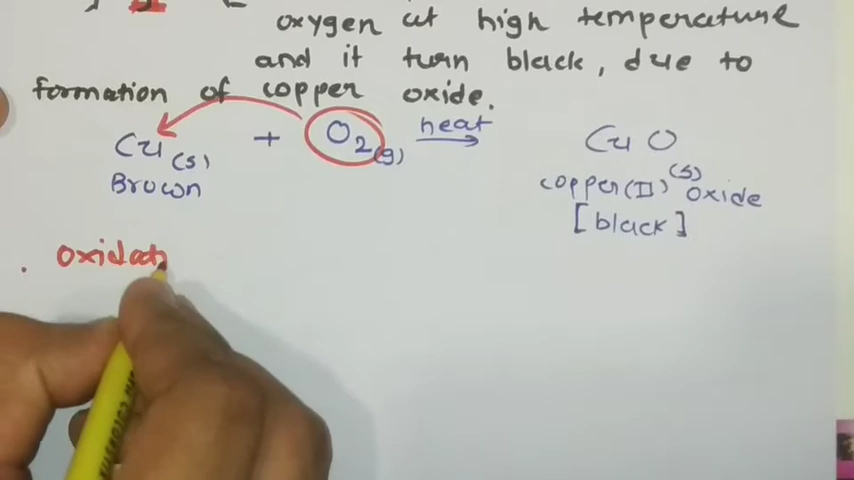 oxygen at high temperature
and it turn black, due to
formation of copper oxide.
Cu(s) + O2(g) heat CuO(s)
Brown copper(II) oxide
[black]
. oxidat